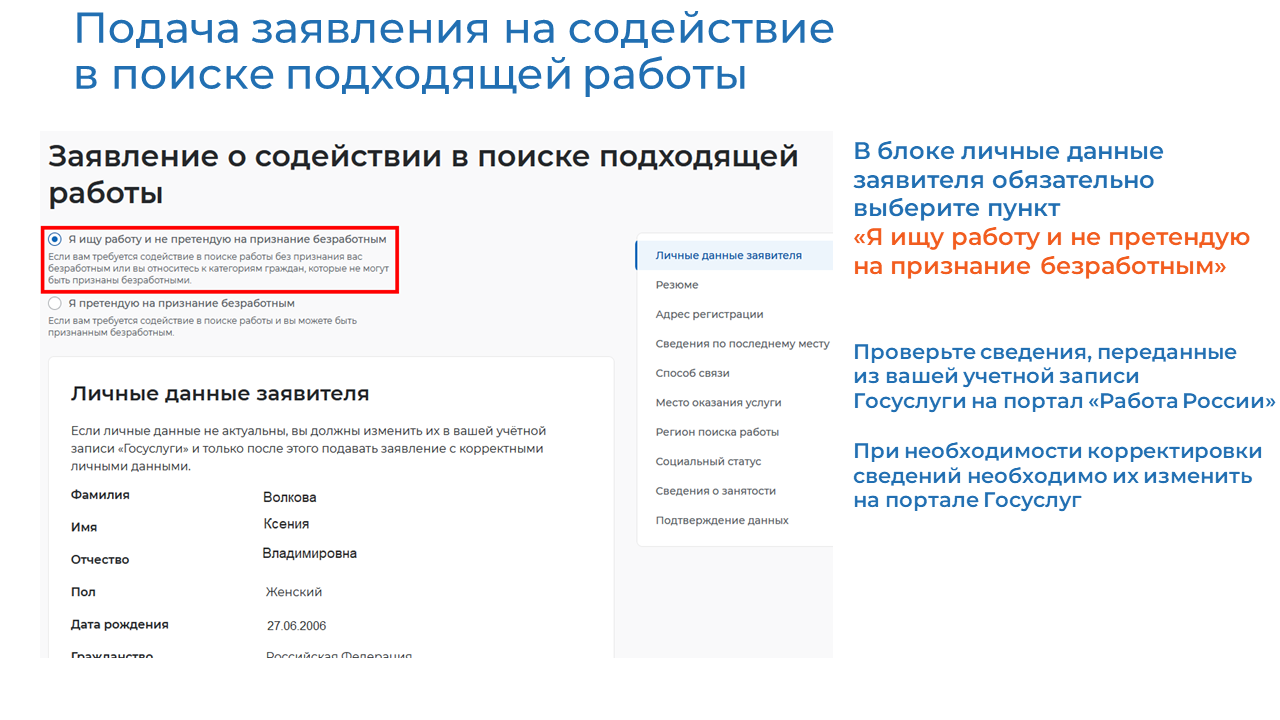 Подача заявления на содействие
в поиске подходящей работы
Заявление о содействии в поиске подходящей
работы
Я ищу работу и не претендую на признание безработным
Если вам требуется содействие в поиске работы без признания вас
безработным или вы относитесь к категориям граждан, которые не могут
быть признаны безработными.
Я претендую на признание безработным
Если вам требуется содействие в поиске работы и вы можете быть
признанным безработным.
Личные данные заявителя
Если личные данные не актуальны, вы должны изменить их в вашей учётной
записи «Госуслуги» и только после этого подавать заявление с корректными
личными данными.
Фамилия Волкова
Имя Ксения
Отчество Владимировна
Пол Женский
Дата рождения 27.06.2006
Гражданство Российская Федерация
Личные данные заявителя
Резюме
Адрес регистрации
Сведения по последнему месту
Способ связи
Место оказания услуги
Регион поиска работы
Социальный статус
Сведения о занятости
Подтверждение данных
В блоке личные данные
заявителя обязательно
выберите пункт
«Я ищу работу и не претендую
на признание безработным»
Проверьте сведения, переданные
из вашей учетной записи
Госуслуги на портал «Работа России»
При необходимости корректировки
сведений необходимо их изменить
на портале Госуслуг